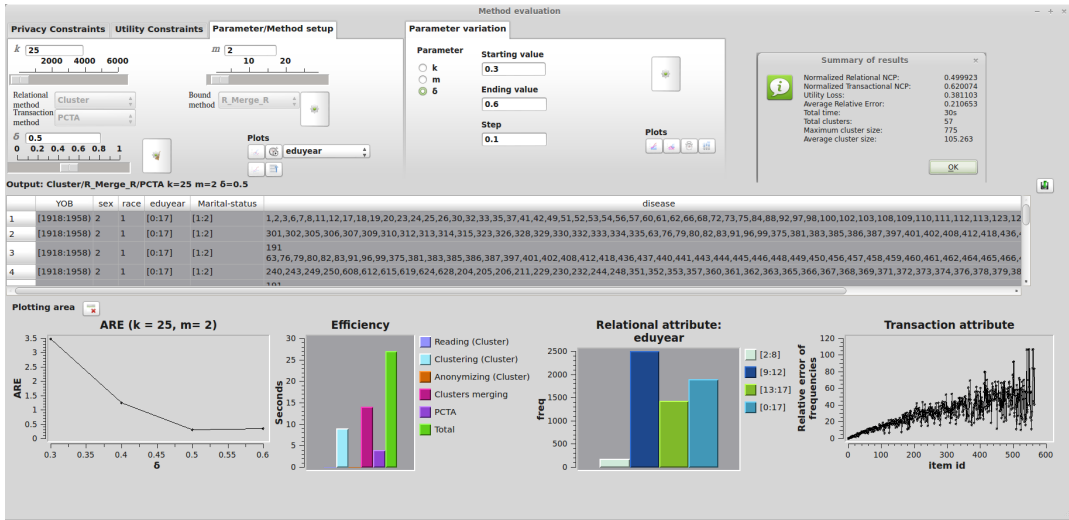 Method evaluation
Privacy Constraints Utility Constraints Parameter/Method setup
k 25
2000 4000 6000
m 2
10 20
Relational method Cluster
Bound method R_Merge_R
Transaction method PCTA
δ 0.5
0 0.2 0.4 0.6 0.8 1
Plots
eduyear
Parameter variation
Parameter
k
m
δ
Starting value
0.3
Ending value
0.6
Step
0.1
Plots
Summary of results
Normalized Relational NCP: 0.499923
Normalized Transactional NCP: 0.620074
Utility Loss: 0.381103
Average Relative Error: 0.210653
Total time: 30s
Total clusters: 57
Maximum cluster size: 775
Average cluster size: 105.263
OK
Output: Cluster/R_Merge_R/PCTA k=25 m=2 δ=0.5
YOB sex race eduyear Marital-status disease
1 [1918:1958) 2 1 [0:17] [1:2] 1,2,3,6,7,8,11,12,17,18,19,20,23,24,25,26,30,32,33,35,37,41,42,49,51,52,53,54,56,57,60,61,62,66,68,72,73,75,84,88,92,97,98,100,102,103,108,109,110,111,112,113,123,12
2 [1918:1958) 2 1 [0:17] [1:2] 301,302,305,306,307,309,310,312,313,314,315,323,326,328,329,330,332,333,334,335,63,76,79,80,82,83,91,96,99,375,381,383,385,386,387,397,401,402,408,412,418,436,
191
3 [1918:1958) 2 1 [0:17] [1:2] 63,76,79,80,82,83,91,96,99,375,381,383,385,386,387,397,401,402,408,412,418,436,437,440,441,443,444,445,446,448,449,450,456,457,458,459,460,461,462,464,465,466,
4 [1918:1958) 2 1 [0:17] [1:2] 240,243,249,250,608,612,615,619,624,628,204,205,206,211,229,230,232,244,248,351,352,353,357,360,361,362,363,365,366,367,368,369,371,372,373,374,376,378,379,38
191
Plotting area
ARE (k = 25, m= 2)
3.5
3
2.5
2
1.5
1
0.5
0
ARE
0.3 0.35 0.4 0.45 0.5 0.55 0.6
δ
Efficiency
30
25
20
15
10
5
0
Seconds
Reading (Cluster)
Clustering (Cluster)
Anonymizing (Cluster)
Clusters merging
PCTA
Total
Relational attribute:
eduyear
2500
2000
1500
1000
500
0
freq
[2:8]
[9:12]
[13:17]
[0:17]
Transaction attribute
120
100
80
60
40
20
0
Relative error of
frequencies
0 100 200 300 400 500 600
item id